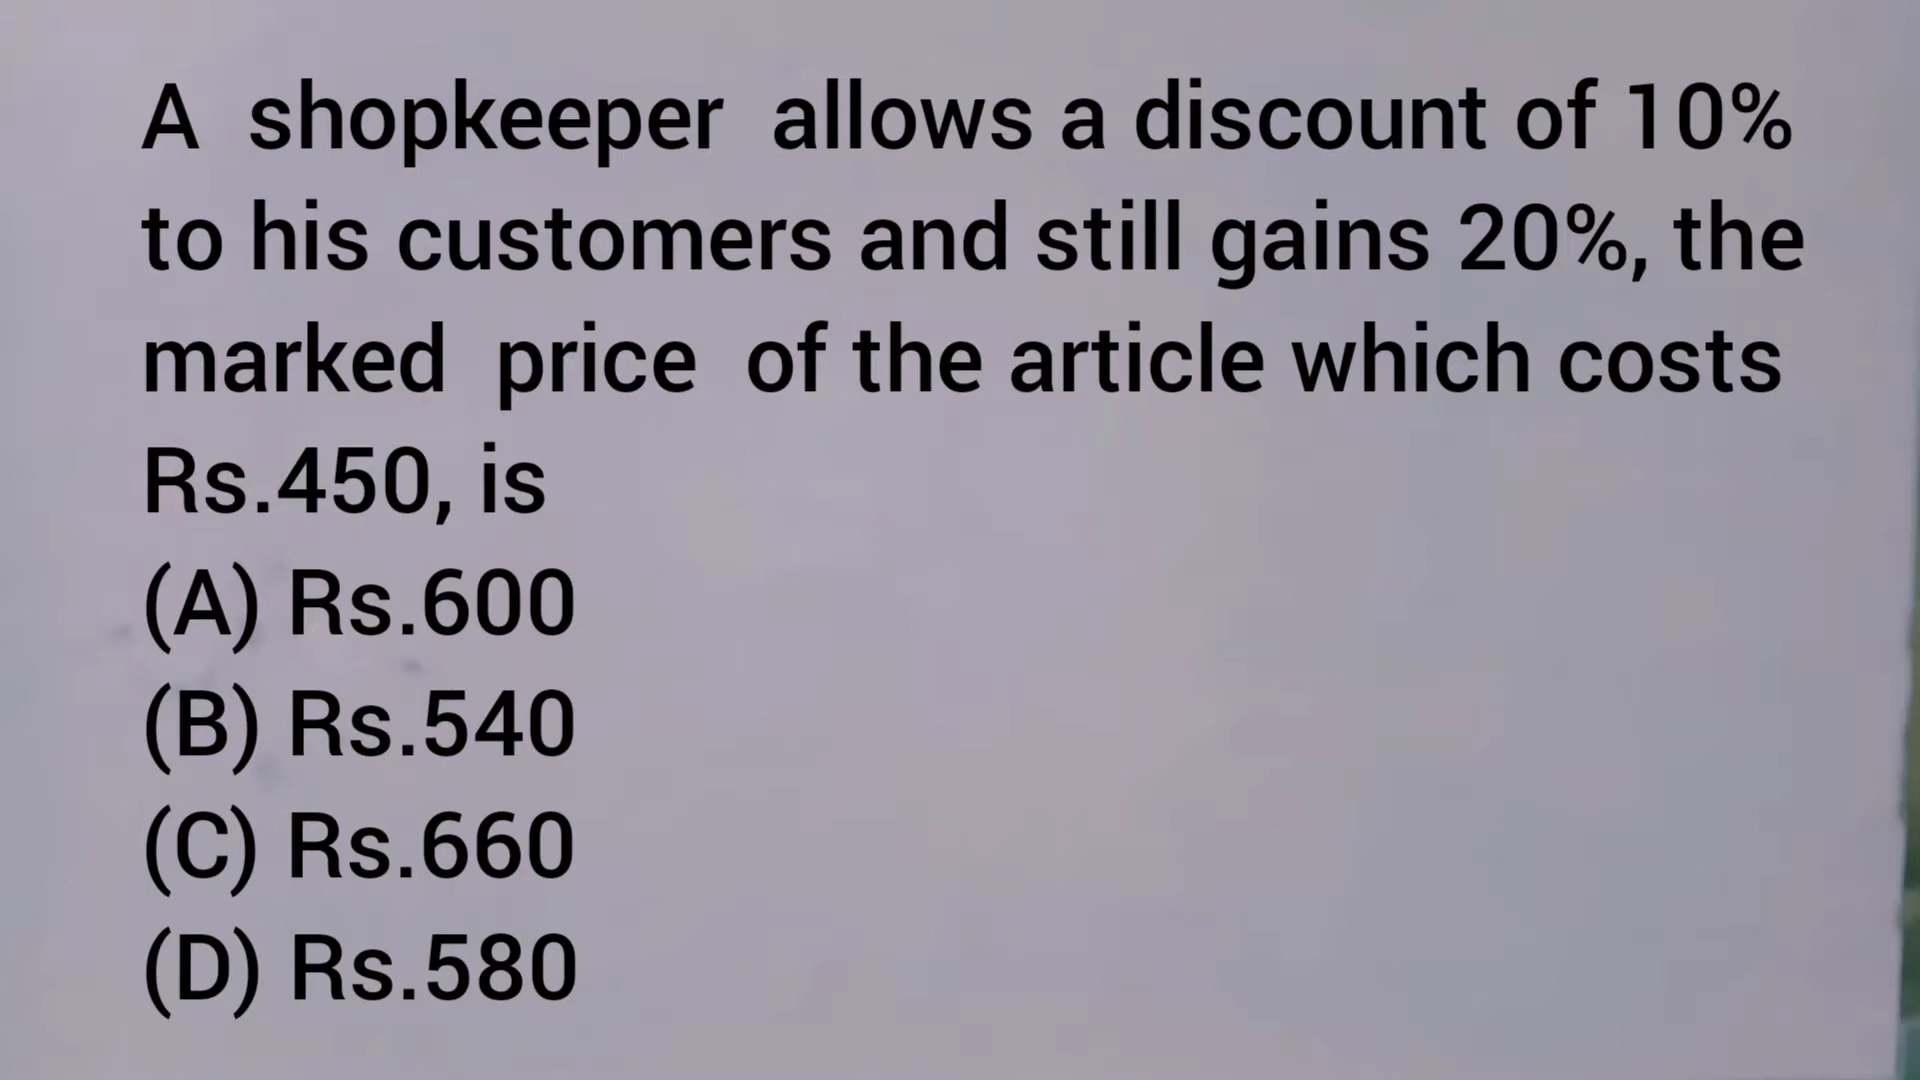 A shopkeeper allows a discount of 10%
to his customers and still gains 20%, the
marked price of the article which costs
Rs.450, is
(A) Rs.600
(B) Rs.540
(C) Rs.660
(D) Rs.580